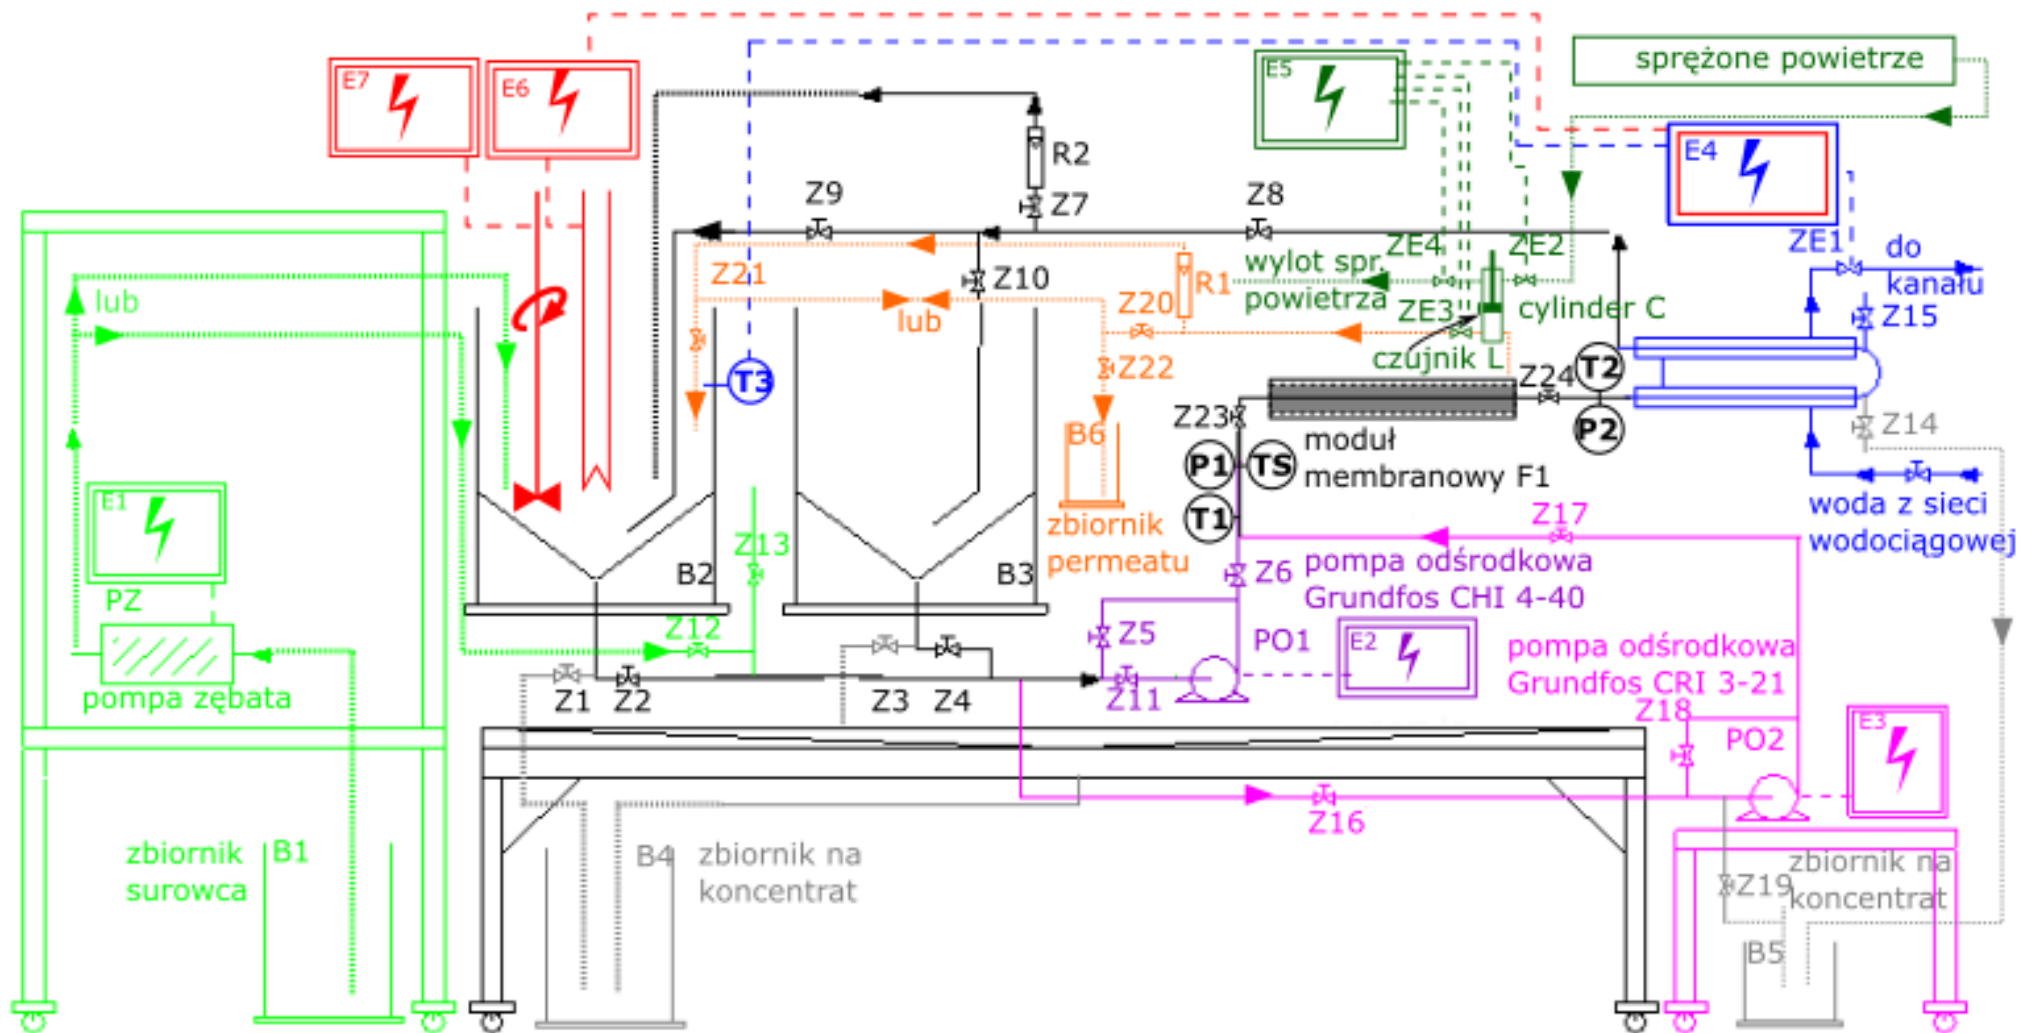 sprężone powietrze
E7
E6
E5
E4
R2
Z9
Z7
Z8
ZE4
ZE2
ZE1
do
kanału
lub
Z21
Z10
R1
wylot spr.
powietrza
Z20
lub
ZE3
cylinder C
Z15
czujnik L
T3
Z22
Z24
T2
Z23
B6
P2
Z14
moduł
membranowy F1
P1
TS
T1
E1
zbiornik
permeatu
Z17
woda z sieci
wodociągowej
Z13
B2
B3
Z6
pompa odśrodkowa
Grundfos CHI 4-40
PZ
Z12
Z5
PO1
E2
pompa odśrodkowa
Grundfos CRI 3-21
pompa zębata
Z1
Z2
Z3
Z4
Z11
Z18
PO2
E3
Z16
zbiornik
surowca
B1
B4
zbiornik na
koncentrat
Z19
zbiornik na
koncentrat
B5